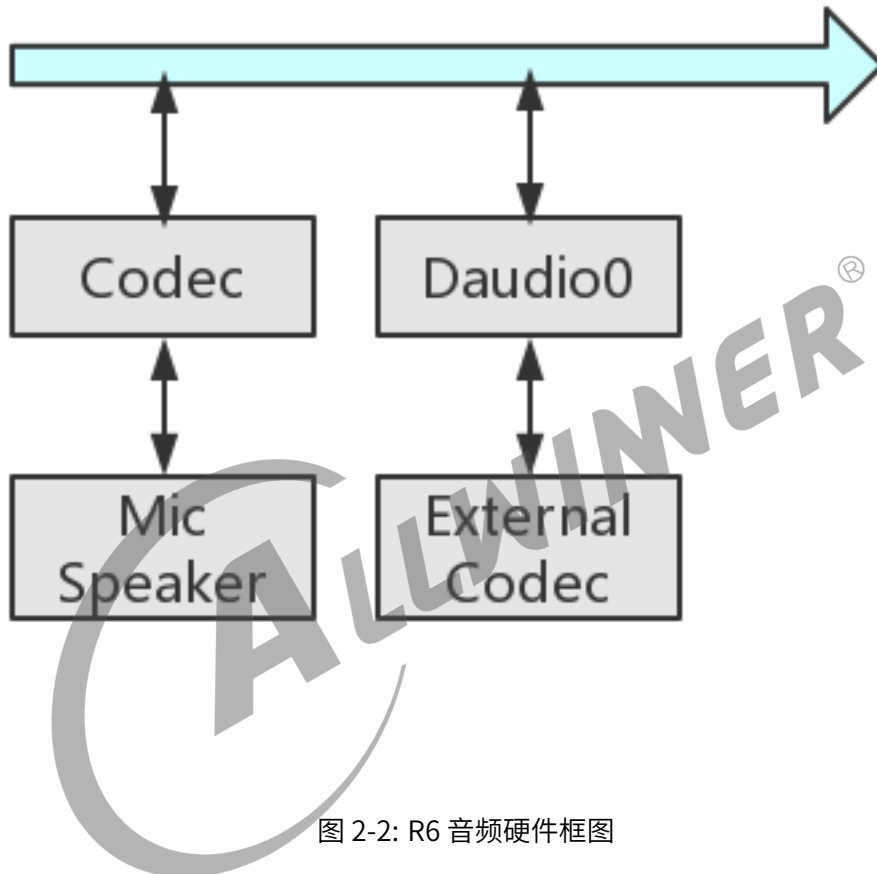 Codec
Daudio0
Mic
Speaker
External
Codec
ALLWINNER®
图 2-2: R6 音频硬件框图